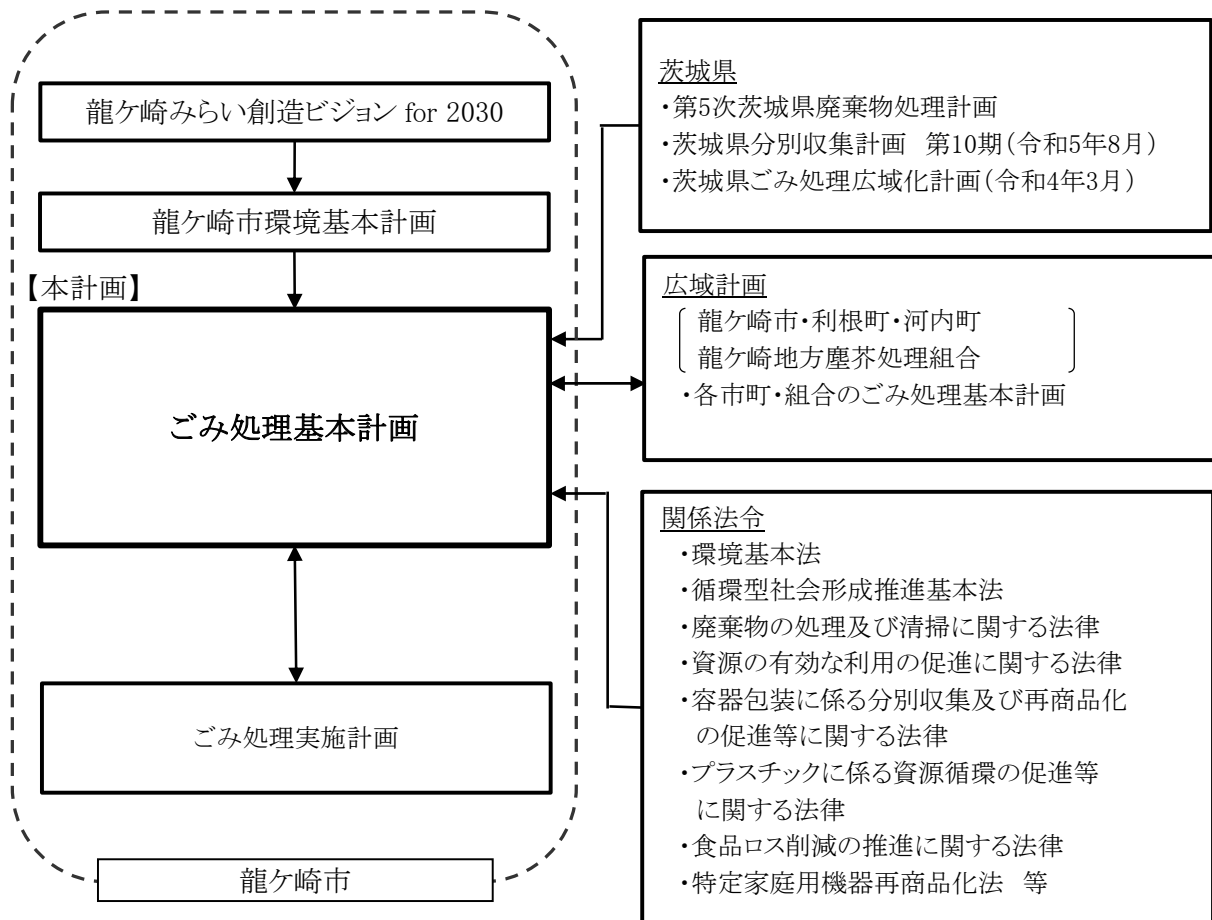 龍ケ崎みらい創造ビジョン for 2030
龍ケ崎市環境基本計画
【本計画】
ごみ処理基本計画
ごみ処理実施計画
龍ケ崎市
茨城県
・第5次茨城県廃棄物処理計画
・茨城県分別収集計画　第10期(令和5年8月)
・茨城県ごみ処理広域化計画(令和4年3月)
広域計画
龍ケ崎市・利根町・河内町
龍ケ崎地方塵芥処理組合
・各市町・組合のごみ処理基本計画
関係法令
・環境基本法
・循環型社会形成推進基本法
・廃棄物の処理及び清掃に関する法律
・資源の有効な利用の促進に関する法律
・容器包装に係る分別収集及び再商品化
の促進等に関する法律
・プラスチックに係る資源循環の促進等
に関する法律
・食品ロス削減の推進に関する法律
・特定家庭用機器再商品化法　等